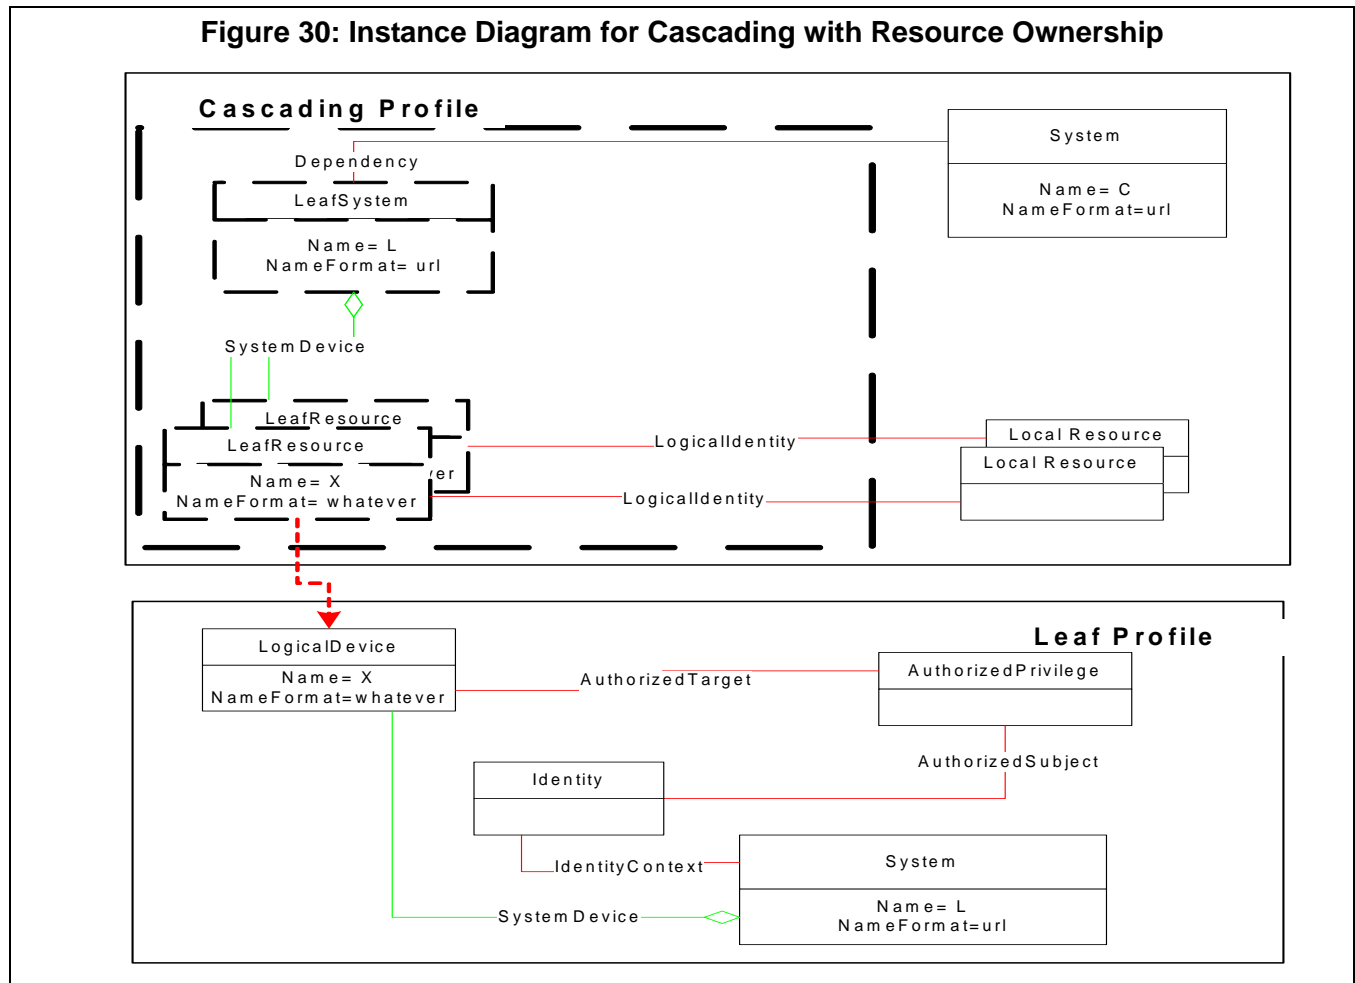 Figure 30: Instance Diagram for Cascading with Resource Ownership
Cascading Profile
System
Name= C
NameFormat=url
Dependency
LeafSystem
Name= L
NameFormat= url
SystemDevice
LeafResource
LeafResource
ver
Name= X
NameFormat= whatever
LogicalIdentity
LogicalIdentity
Local Resource
Local Resource
Leaf Profile
LogicalDevice
Name= X
NameFormat=whatever
AuthorizedTarget
AuthorizedPrivilege
AuthorizedSubject
Identity
IdentityContext
System
Name= L
NameFormat=url
SystemDevice